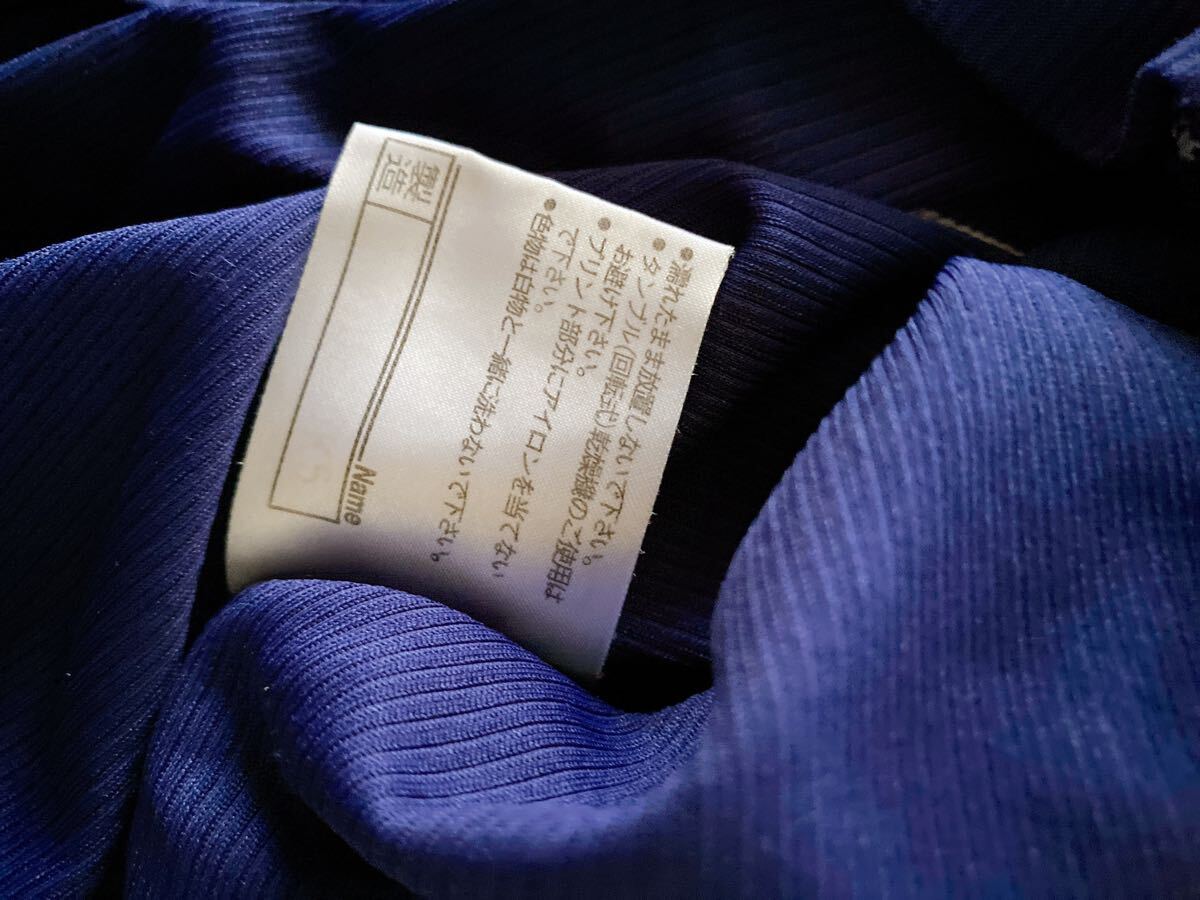 ●濡れたまま放置しないで下さい。
●タンブル(回転式)乾燥機のご使用は
お避け下さい。
●プリント部分にアイロンを当てない
で下さい。
●色物は白物と一緒に洗わないで下さい。
Name
製造